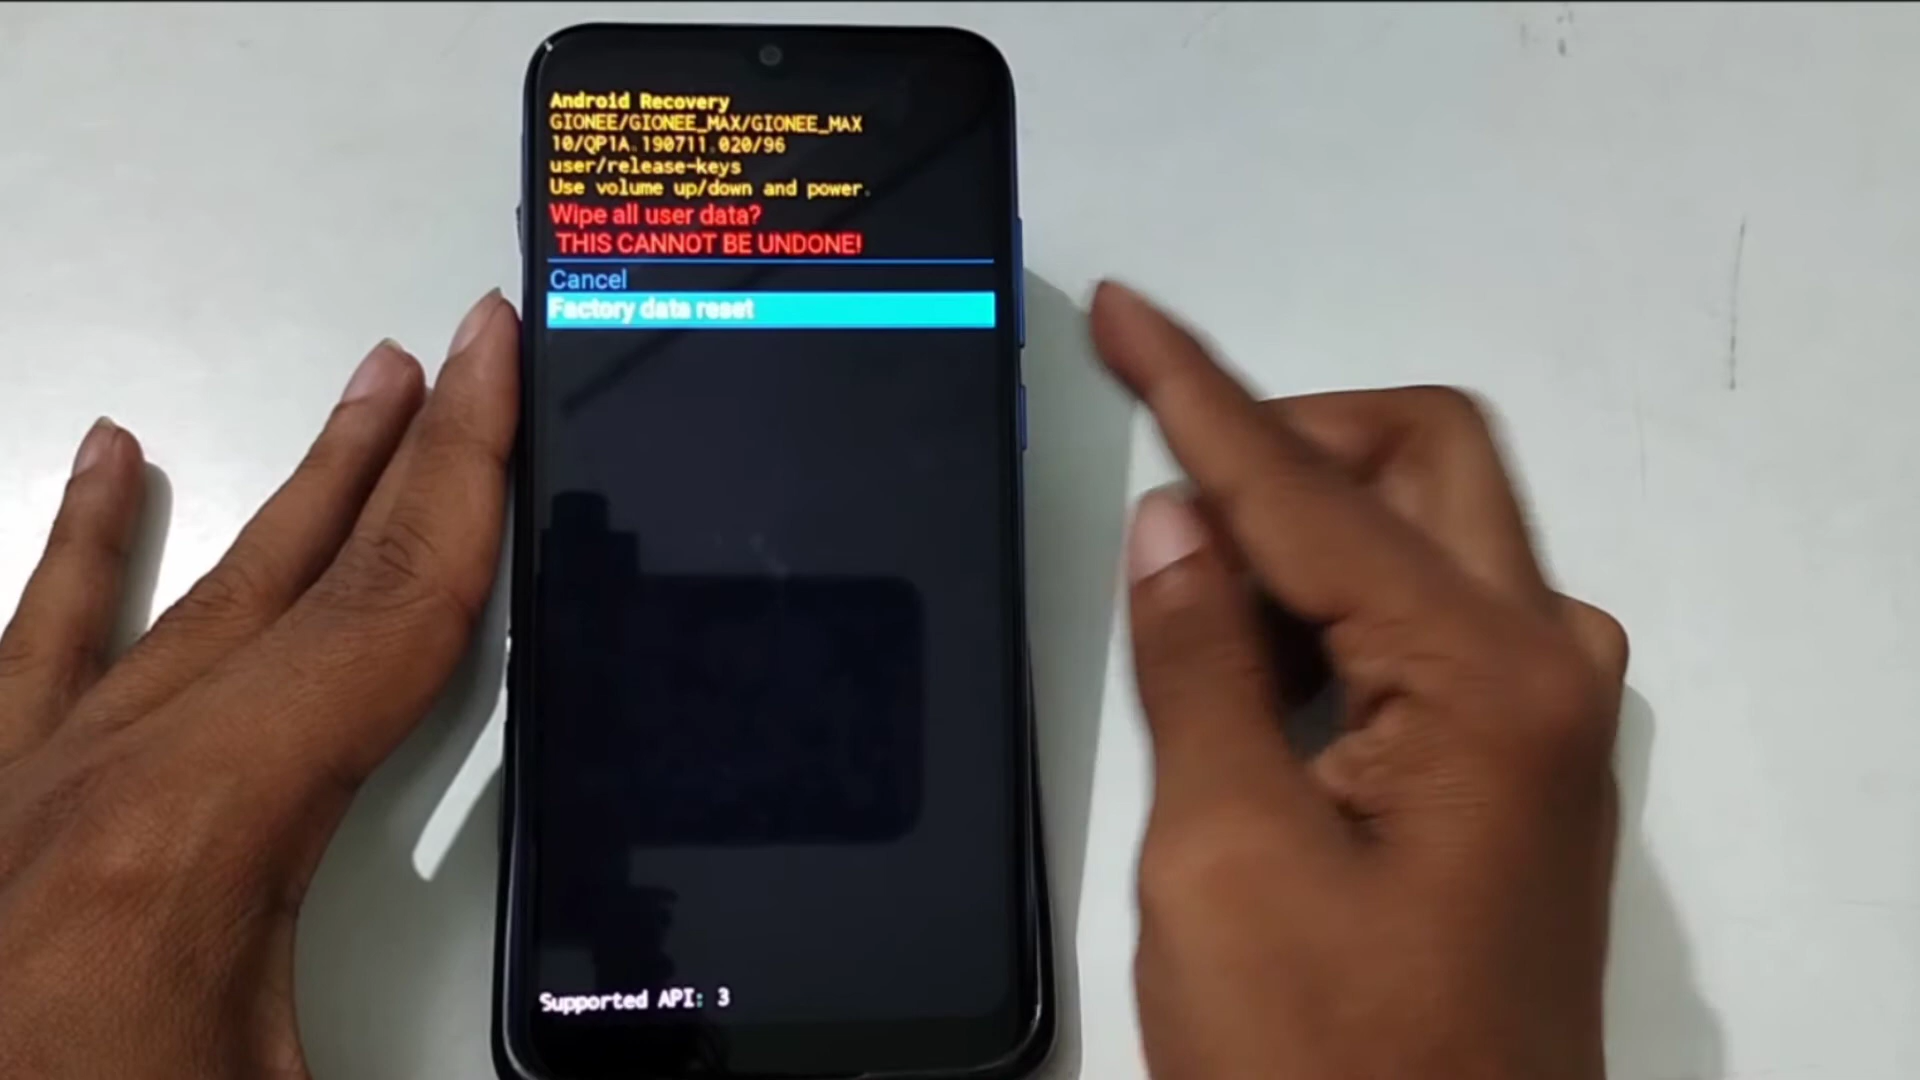 Android Recovery
GIONEE/GIONEE_MAX/GIONEE_MAX
10/QP1A.190711.020/96
user/release-keys
Use volume up/down and power.
Wipe all user data?
THIS CANNOT BE UNDONE!
Cancel
Factory data reset
Supported API: 3